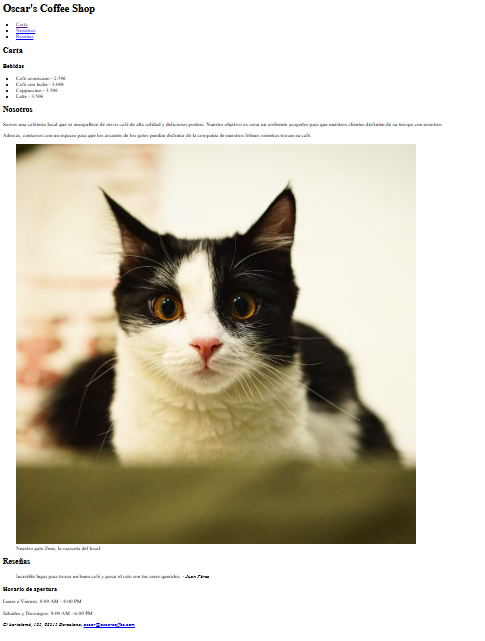 Oscar's Coffee Shop
Carta
Nosotros
Reseñas
Carta
Bebidas
Café americano - 2.50€
Café con leche - 3.00€
Cappuccino - 3.50€
Latte - 3.50€
Nosotros
Somos una cafetería local que se enorgullece de servir café de alta calidad y deliciosos postres. Nuestro objetivo es crear un ambiente acogedor para que nuestros clientes disfruten de su tiempo con nosotros.
Además, contamos con un espacio para que los amantes de los gatos puedan disfrutar de la compañía de nuestros felinos mientras toman su café.
Nuestro gato Zeus, la mascota del local.
Reseñas
Increíble lugar para tomar un buen café y pasar el rato con tus seres queridos. - Juan Pérez
Horario de apertura
Lunes a Viernes: 8:00 AM - 8:00 PM
Sábados y Domingos: 9:00 AM - 6:00 PM
Barcelona.